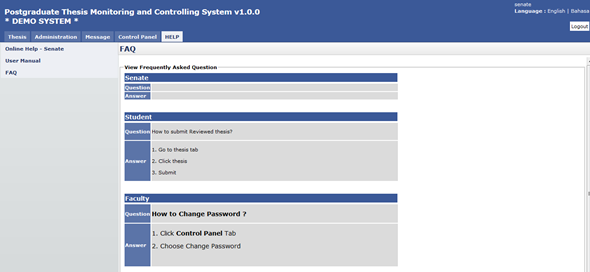 Postgraduate Thesis Monitoring and Controlling System v1.0.0
* DEMO SYSTEM *
senate
Language : English | Bahasa
Logout
Thesis Administration Message Control Panel HELP
Online Help - Senate
User Manual
FAQ
FAQ
View Frequently Asked Question
Senate
Question
Answer
Student
Question How to submit Reviewed thesis?
Answer
1. Go to thesis tab
2. Click thesis
3. Submit
Faculty
Question How to Change Password ?
Answer
1. Click Control Panel Tab
2. Choose Change Password